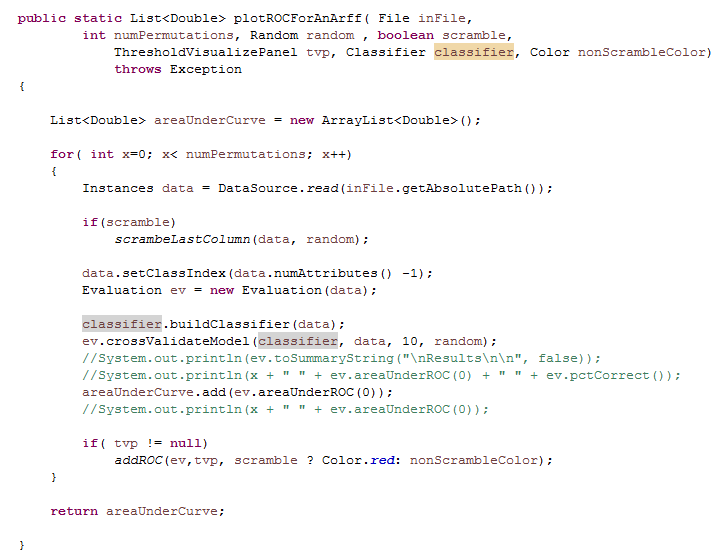 public static List<Double> plotROCForAnArff( File inFile,
int numPermutations, Random random , boolean scramble,
ThresholdVisualizePanel tvp, Classifier classifier, Color nonScrambleColor)
throws Exception
{
List<Double> areaUnderCurve = new ArrayList<Double>();
for( int x=0; x< numPermutations; x++)
{
Instances data = DataSource.read(inFile.getAbsolutePath());
if(scramble)
scrambeLastColumn(data, random);
data.setClassIndex(data.numAttributes() -1);
Evaluation ev = new Evaluation(data);
classifier.buildClassifier(data);
ev.crossValidateModel(classifier, data, 10, random);
//System.out.println(ev.toSummaryString("\nResults\n\n", false));
//System.out.println(x + " " + ev.areaUnderROC(0) + " " + ev.pctCorrect());
areaUnderCurve.add(ev.areaUnderROC(0));
//System.out.println(x + " " + ev.areaUnderROC(0));
if( tvp != null)
addROC(ev,tvp, scramble ? Color.red: nonScrambleColor);
}
return areaUnderCurve;
}